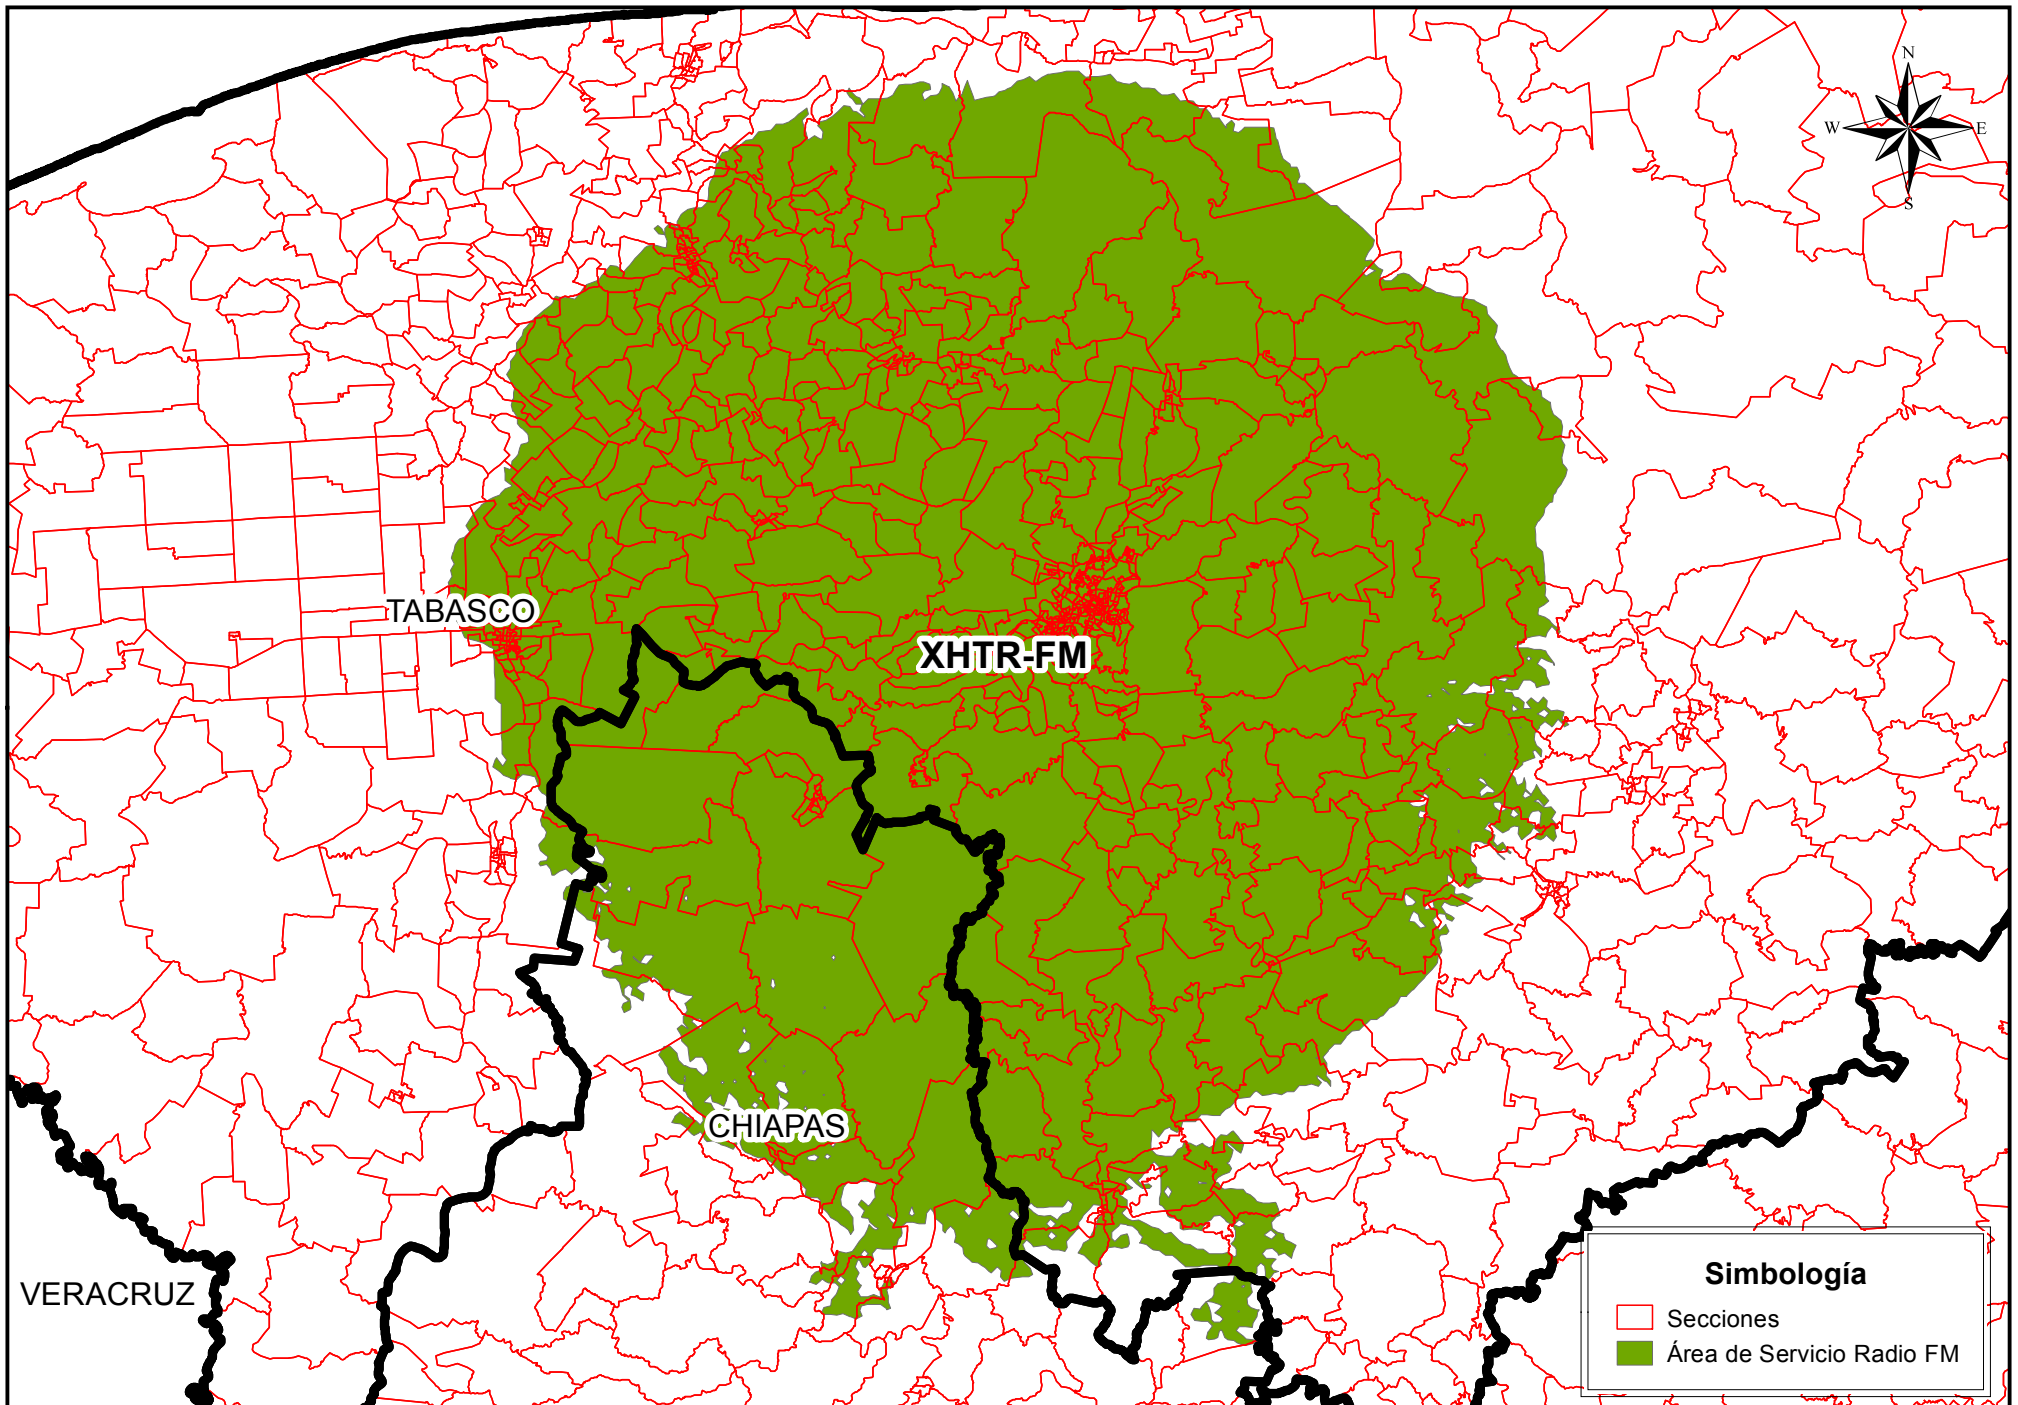 N
W E
S
TABASCO
XHTR-FM
CHIAPAS
VERACRUZ
Simbología
Secciones
Área de Servicio Radio FM